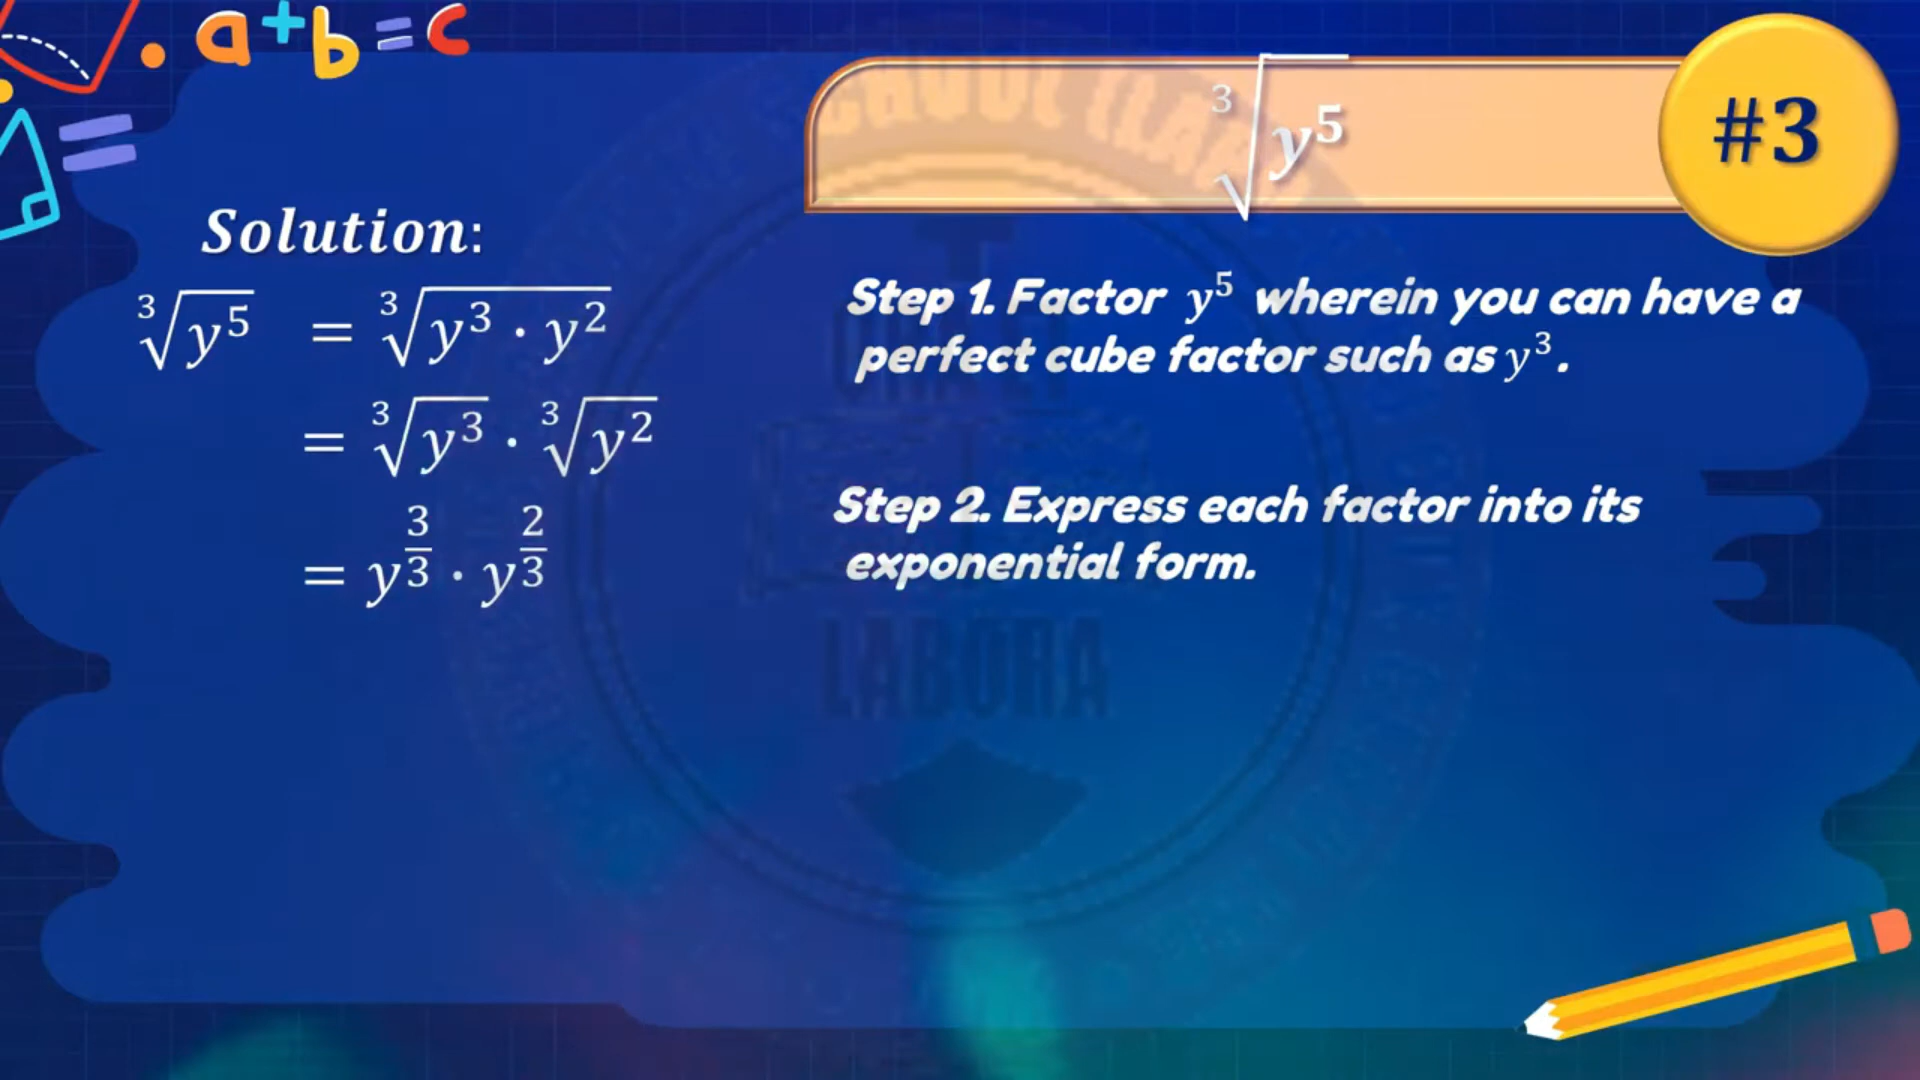 a+b=c
∛y⁵
#3
Solution:
∛y⁵ = ∛y³ · y²
= ∛y³ · ∛y²
= y^(3/3) · y^(2/3)
Step 1. Factor y⁵ wherein you can have a
perfect cube factor such as y³.
Step 2. Express each factor into its
exponential form.
LABORA